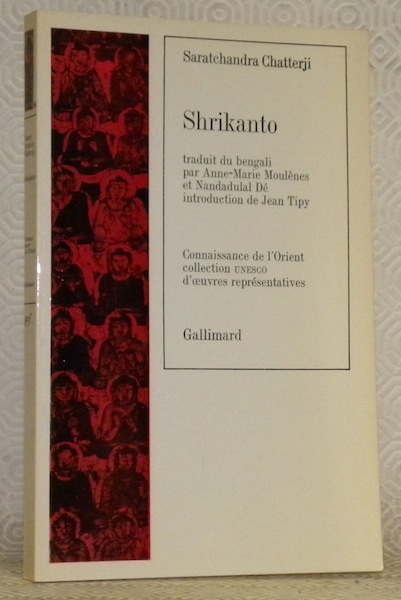 Saratchandra Chatterji
Shrikanto
traduit du bengali
par Anne-Marie Moulènes
et Nandadulal Dé
introduction de Jean Tipy
Connaissance de l'Orient
collection UNESCO
d'œuvres représentatives
Gallimard